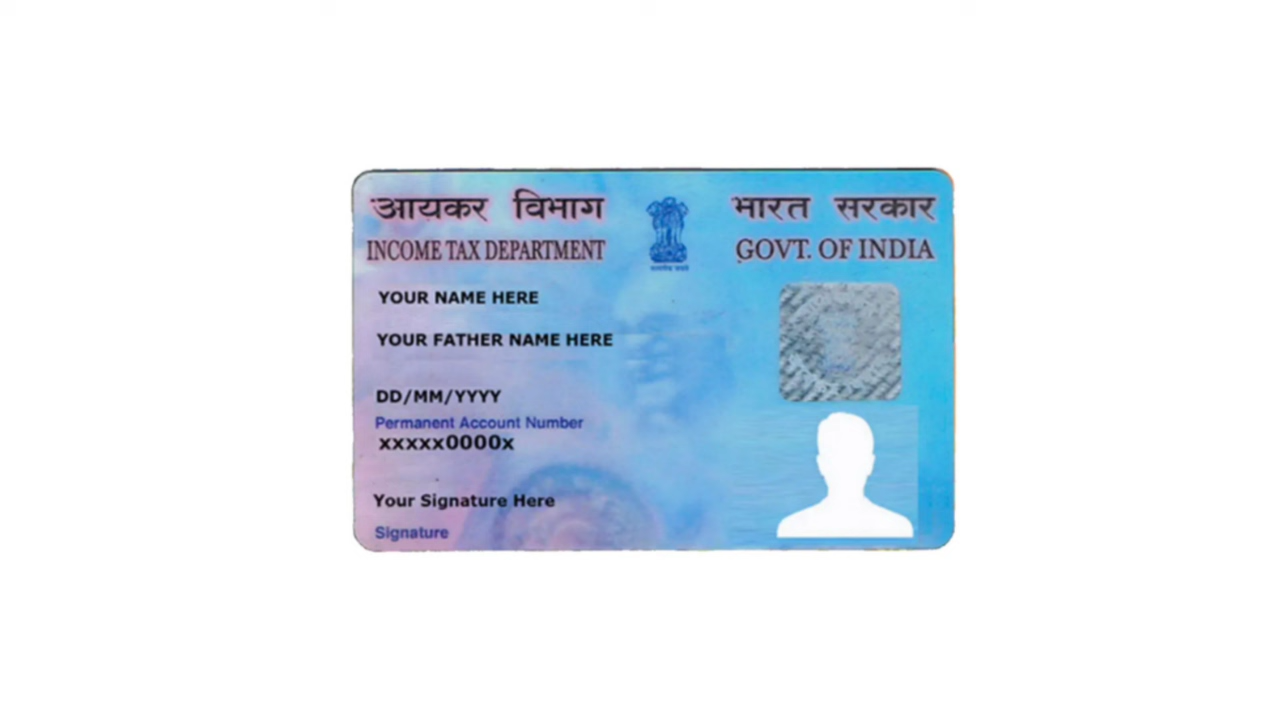 आयकर विभाग भारत सरकार
INCOME TAX DEPARTMENT GOVT. OF INDIA
YOUR NAME HERE
YOUR FATHER NAME HERE
DD/MM/YYYY
Permanent Account Number
xxxxx0000x
Your Signature Here
Signature